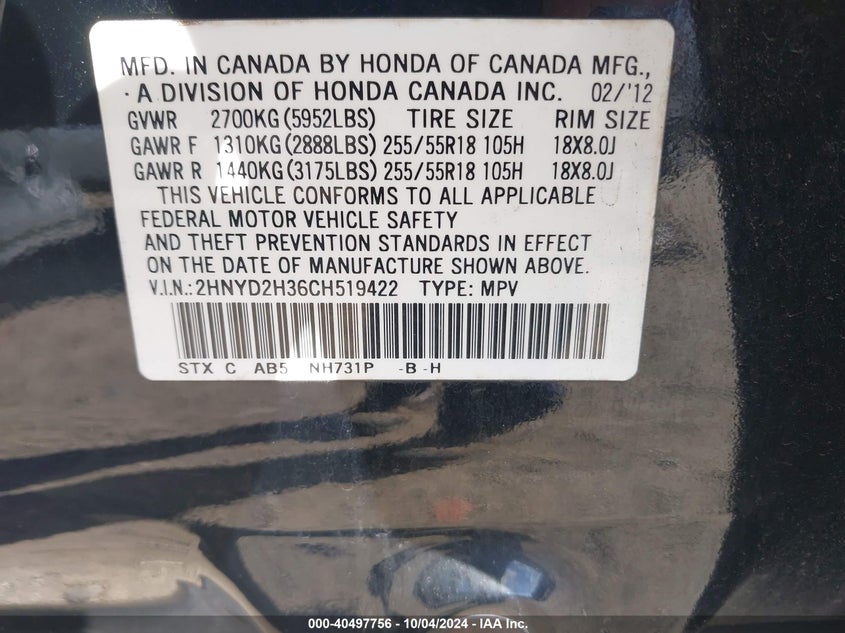 MFD. IN CANADA BY HONDA OF CANADA MFG.,
A DIVISION OF HONDA CANADA INC. 02/'12
GVWR 2700KG(5952LBS) TIRE SIZE RIM SIZE
GAWR F 1310KG(2888LBS) 255/55R18 105H 18X8.0J
GAWR R 1440KG(3175LBS) 255/55R18 105H 18X8.0J
THIS VEHICLE CONFORMS TO ALL APPLICABLE
FEDERAL MOTOR VEHICLE SAFETY
AND THEFT PREVENTION STANDARDS IN EFFECT
ON THE DATE OF MANUFACTURE SHOWN ABOVE.
V.I.N.:2HNYD2H36CH519422 TYPE: MPV
STX C AB5 NH731P -B -H
000-40497756 - 10/04/2024 - IAA Inc.